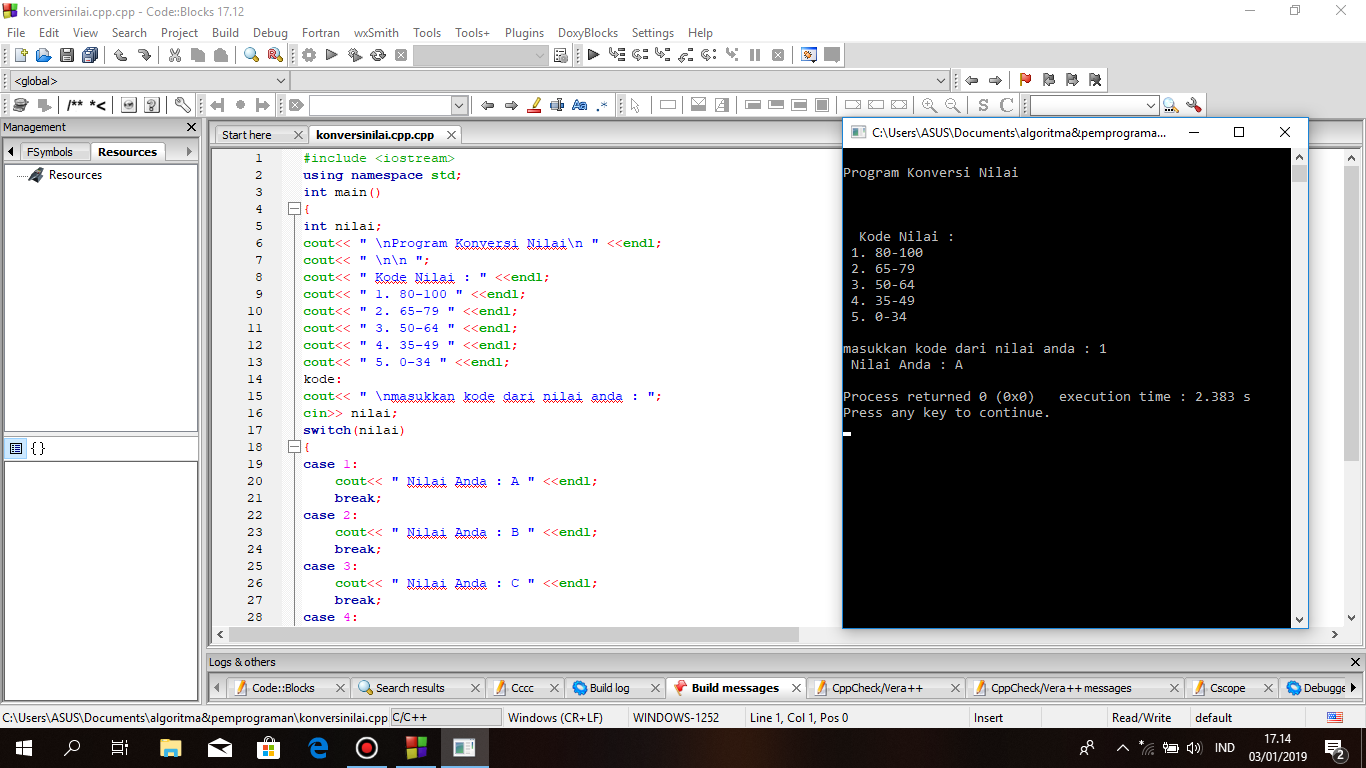 konversinilai.cpp.cpp - Code::Blocks 17.12
File Edit View Search Project Build Debug Fortran wxSmith Tools Tools+ Plugins DoxyBlocks Settings Help
<global>
/** *<
Aa .*
S C
Management
FSymbols Resources
Resources
{}
Start here konversinilai.cpp.cpp
1 #include <iostream>
2 using namespace std;
3 int main()
4 {
5 int nilai;
6 cout<< " \nProgram Konversi Nilai\n " <<endl;
7 cout<< " \n\n ";
8 cout<< " Kode Nilai : " <<endl;
9 cout<< " 1. 80-100 " <<endl;
10 cout<< " 2. 65-79 " <<endl;
11 cout<< " 3. 50-64 " <<endl;
12 cout<< " 4. 35-49 " <<endl;
13 cout<< " 5. 0-34 " <<endl;
14 kode:
15 cout<< " \nmasukkan kode dari nilai anda : ";
16 cin>> nilai;
17 switch(nilai)
18 {
19 case 1:
20 cout<< " Nilai Anda : A " <<endl;
21 break;
22 case 2:
23 cout<< " Nilai Anda : B " <<endl;
24 break;
25 case 3:
26 cout<< " Nilai Anda : C " <<endl;
27 break;
28 case 4:
C:\Users\ASUS\Documents\algoritma&pemprograma...
Program Konversi Nilai
Kode Nilai :
1. 80-100
2. 65-79
3. 50-64
4. 35-49
5. 0-34
masukkan kode dari nilai anda : 1
Nilai Anda : A
Process returned 0 (0x0) execution time : 2.383 s
Press any key to continue.
Logs & others
Code::Blocks Search results Cccc Build log Build messages CppCheck/Vera++ CppCheck/Vera++ messages Cscope Debugge
C:\Users\ASUS\Documents\algoritma&pemprograman\konversinilai.cpp C/C++ Windows (CR+LF) WINDOWS-1252 Line 1, Col 1, Pos 0 Insert Read/Write default
IND 17.14
03/01/2019
2